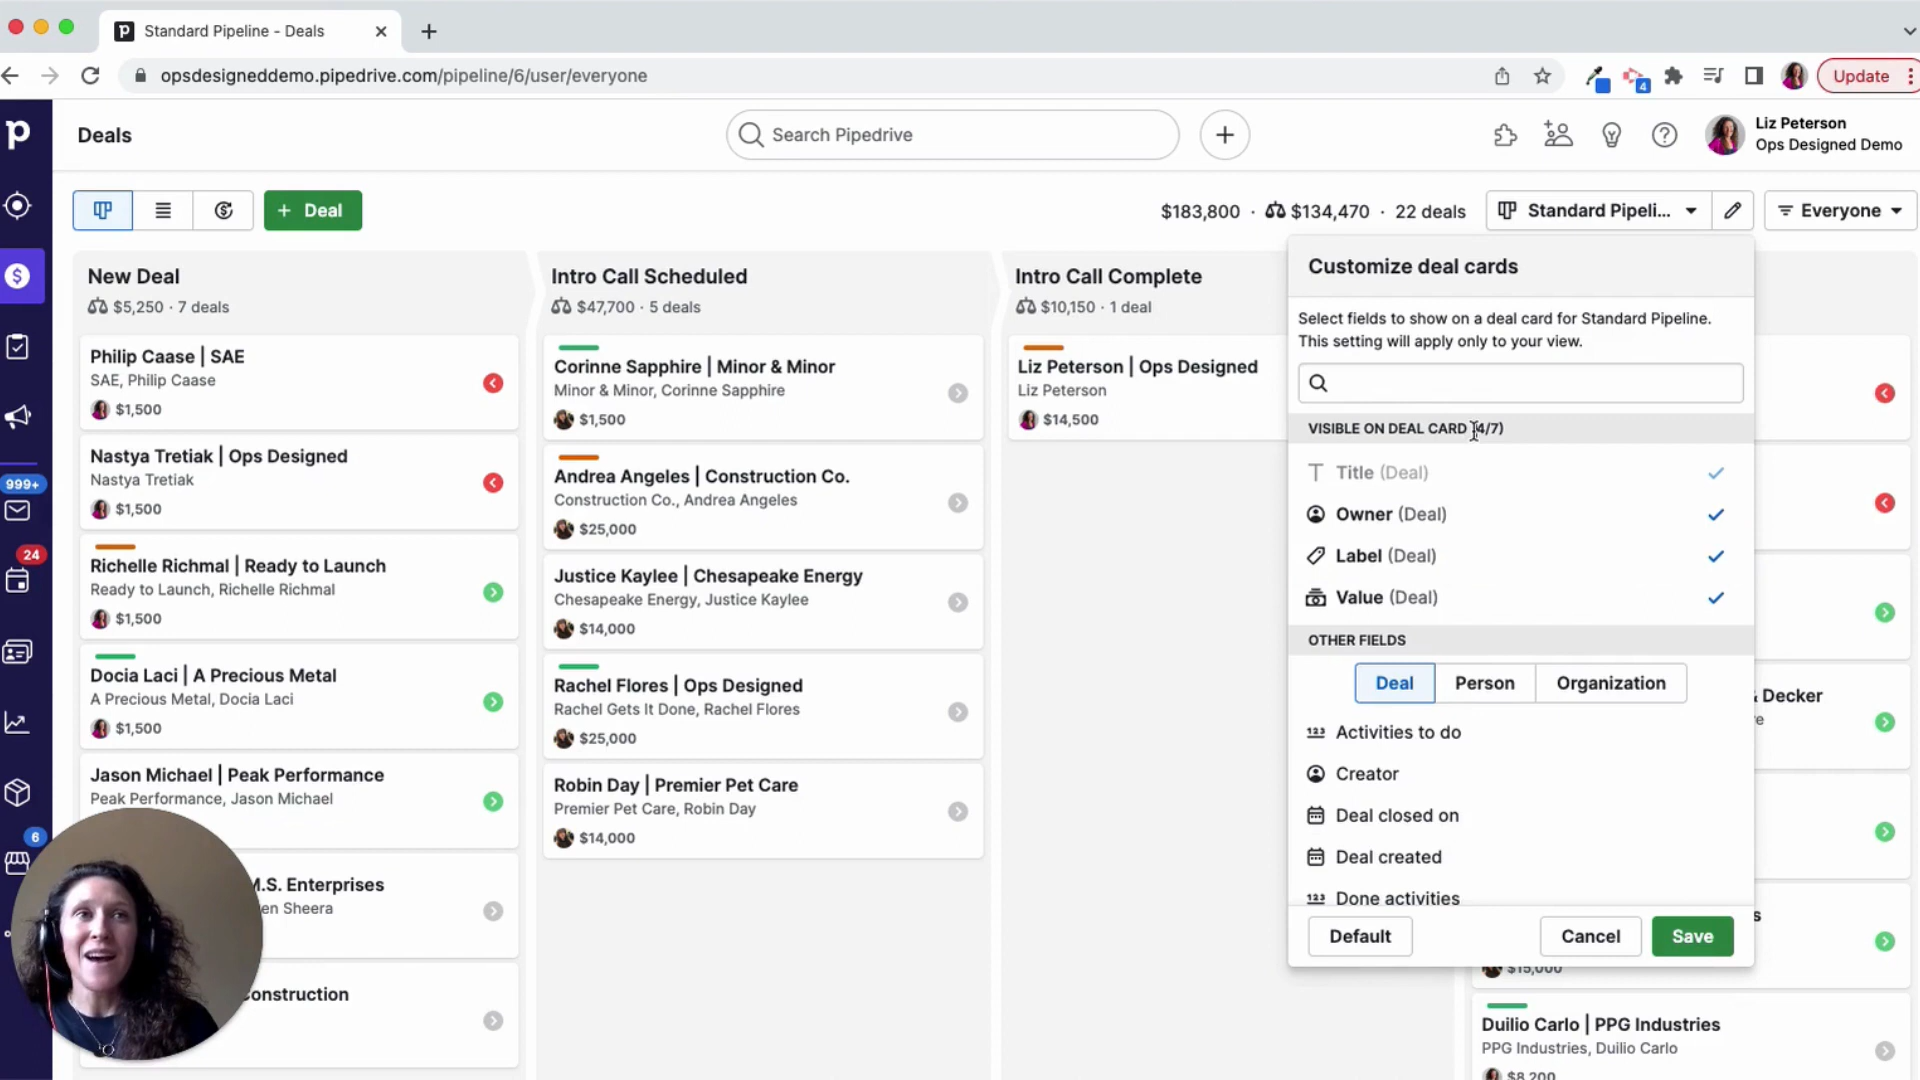 Standard Pipeline - Deals
opsdesigneddemo.pipedrive.com/pipeline/6/user/everyone
4
Update
Deals
Search Pipedrive
Liz Peterson
Ops Designed Demo
+ Deal
$183,800 · $134,470 · 22 deals
Standard Pipeli...
Everyone
999+
24
6
New Deal
$5,250 · 7 deals
Philip Caase | SAE
SAE, Philip Caase
$1,500
Nastya Tretiak | Ops Designed
Nastya Tretiak
$1,500
Richelle Richmal | Ready to Launch
Ready to Launch, Richelle Richmal
$1,500
Docia Laci | A Precious Metal
A Precious Metal, Docia Laci
$1,500
Jason Michael | Peak Performance
Peak Performance, Jason Michael
M.S. Enterprises
en Sheera
onstruction
Intro Call Scheduled
$47,700 · 5 deals
Corinne Sapphire | Minor & Minor
Minor & Minor, Corinne Sapphire
$1,500
Andrea Angeles | Construction Co.
Construction Co., Andrea Angeles
$25,000
Justice Kaylee | Chesapeake Energy
Chesapeake Energy, Justice Kaylee
$14,000
Rachel Flores | Ops Designed
Rachel Gets It Done, Rachel Flores
$25,000
Robin Day | Premier Pet Care
Premier Pet Care, Robin Day
$14,000
Intro Call Complete
$10,150 · 1 deal
Liz Peterson | Ops Designed
Liz Peterson
$14,500
Customize deal cards
Select fields to show on a deal card for Standard Pipeline.
This setting will apply only to your view.
VISIBLE ON DEAL CARD (4/7)
Title (Deal)
Owner (Deal)
Label (Deal)
Value (Deal)
OTHER FIELDS
Deal
Person
Organization
Activities to do
Creator
Deal closed on
Deal created
Done activities
Default
Cancel
Save
& Decker
e
s
$15,000
Duilio Carlo | PPG Industries
PPG Industries, Duilio Carlo
$8,200